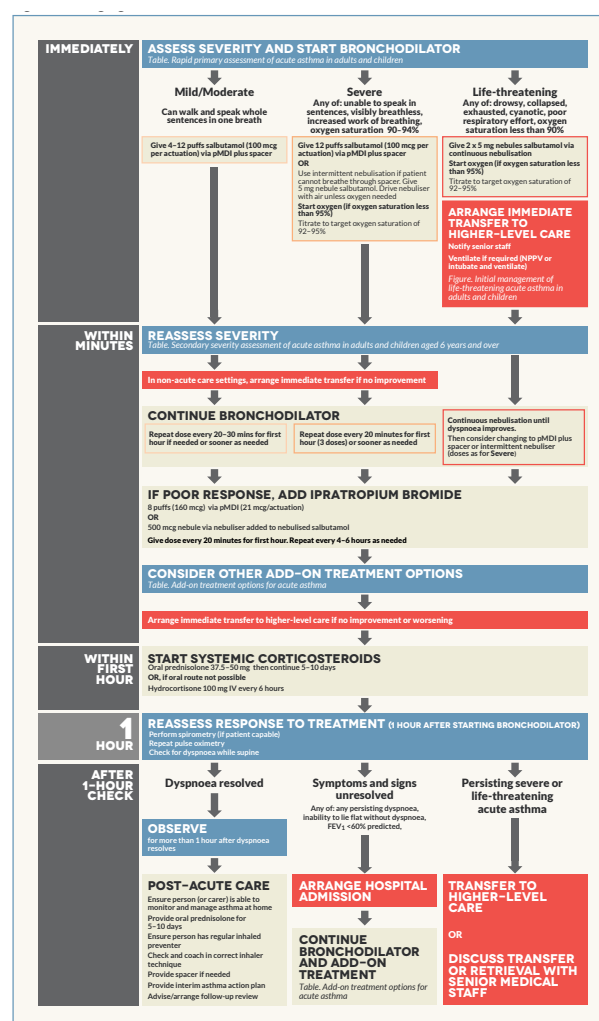 IMMEDIATELY
ASSESS SEVERITY AND START BRONCHODILATOR
Table. Rapid primary assessment of acute asthma in adults and children
Mild/Moderate
Can walk and speak whole
sentences in one breath
Give 4–12 puffs salbutamol (100 mcg
per actuation) via pMDI plus spacer
Severe
Any of: unable to speak in
sentences, visibly breathless,
increased work of breathing,
oxygen saturation 90–94%
Give 12 puffs salbutamol (100 mcg per
actuation) via pMDI plus spacer
OR
Use intermittent nebulisation if patient
cannot breathe through spacer. Give
5 mg nebule salbutamol. Drive nebuliser
with air unless oxygen needed
Start oxygen (if oxygen saturation less
than 95%)
Titrate to target oxygen saturation of
92–95%
Life-threatening
Any of: drowsy, collapsed,
exhausted, cyanotic, poor
respiratory effort, oxygen
saturation less than 90%
Give 2 x 5 mg nebules salbutamol via
continuous nebulisation
Start oxygen (if oxygen saturation less
than 95%)
Titrate to target oxygen saturation of
92–95%
ARRANGE IMMEDIATE
TRANSFER TO
HIGHER-LEVEL CARE
Notify senior staff
Ventilate if required (NPPV or
intubate and ventilate)
Figure. Initial management of
life-threatening acute asthma in
adults and children
WITHIN
MINUTES
REASSESS SEVERITY
Table. Secondary severity assessment of acute asthma in adults and children aged 6 years and over
In non-acute care settings, arrange immediate transfer if no improvement
CONTINUE BRONCHODILATOR
Repeat dose every 20–30 mins for first
hour if needed or sooner as needed
Repeat dose every 20 minutes for first
hour (3 doses) or sooner as needed
Continuous nebulisation until
dyspnoea improves.
Then consider changing to pMDI plus
spacer or intermittent nebuliser
(doses as for Severe)
IF POOR RESPONSE, ADD IPRATROPIUM BROMIDE
8 puffs (160 mcg) via pMDI (21 mcg/actuation)
OR
500 mcg nebule via nebuliser added to nebulised salbutamol
Give dose every 20 minutes for first hour. Repeat every 4–6 hours as needed
CONSIDER OTHER ADD-ON TREATMENT OPTIONS
Table. Add-on treatment options for acute asthma
Arrange immediate transfer to higher-level care if no improvement or worsening
WITHIN
FIRST
HOUR
START SYSTEMIC CORTICOSTEROIDS
Oral prednisolone 37.5–50 mg then continue 5–10 days
OR, if oral route not possible
Hydrocortisone 100 mg IV every 6 hours
1
HOUR
REASSESS RESPONSE TO TREATMENT (1 HOUR AFTER STARTING BRONCHODILATOR)
Perform spirometry (if patient capable)
Repeat pulse oximetry
Check for dyspnoea while supine
AFTER
1-HOUR
CHECK
Dyspnoea resolved
OBSERVE
for more than 1 hour after dyspnoea
resolves
POST-ACUTE CARE
Ensure person (or carer) is able to
monitor and manage asthma at home
Provide oral prednisolone for
5–10 days
Ensure person has regular inhaled
preventer
Check and coach in correct inhaler
technique
Provide spacer if needed
Provide interim asthma action plan
Advise/arrange follow-up review
Symptoms and signs
unresolved
Any of: any persisting dyspnoea,
inability to lie flat without dyspnoea,
FEV1 <60% predicted,
ARRANGE HOSPITAL
ADMISSION
CONTINUE
BRONCHODILATOR
AND ADD-ON
TREATMENT
Table. Add-on treatment options for
acute asthma
Persisting severe or
life-threatening
acute asthma
TRANSFER TO
HIGHER-LEVEL
CARE
OR
DISCUSS TRANSFER
OR RETRIEVAL WITH
SENIOR MEDICAL
STAFF